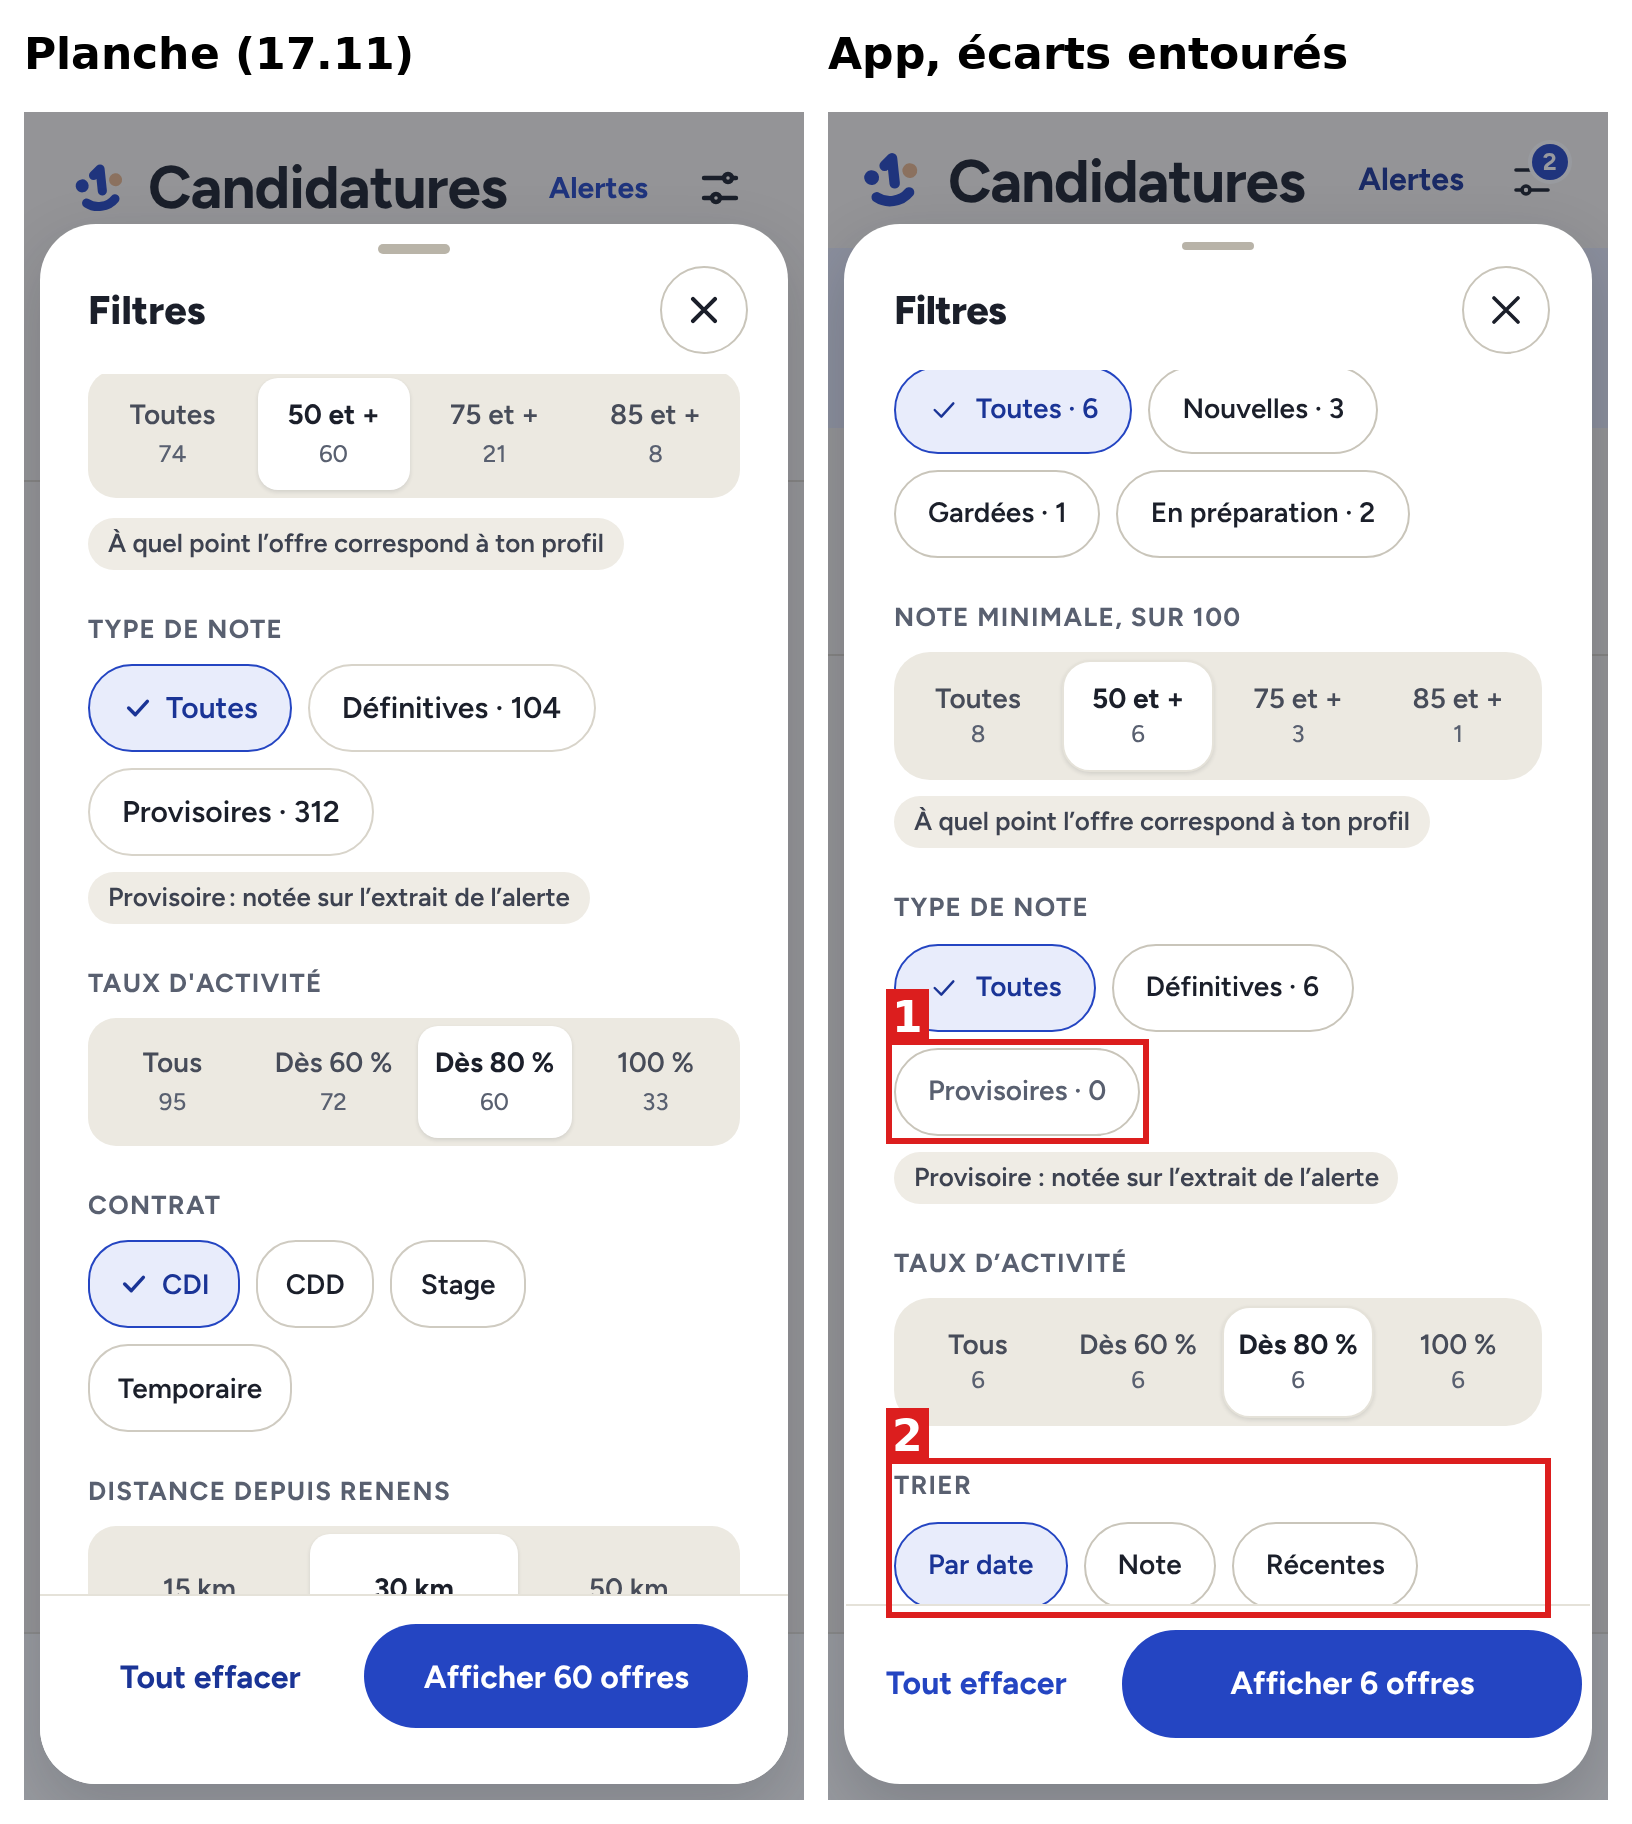 Planche (17.11)
Candidatures Alertes
Filtres
Toutes 50 et + 75 et + 85 et +
74 60 21 8
À quel point l’offre correspond à ton profil
TYPE DE NOTE
Toutes Définitives · 104
Provisoires · 312
Provisoire : notée sur l’extrait de l’alerte
TAUX D'ACTIVITÉ
Tous Dès 60 % Dès 80 % 100 %
95 72 60 33
CONTRAT
CDI CDD Stage
Temporaire
DISTANCE DEPUIS RENENS
15 km 30 km 50 km
Tout effacer Afficher 60 offres
App, écarts entourés
Candidatures Alertes 2
Filtres
Toutes · 6 Nouvelles · 3
Gardées · 1 En préparation · 2
NOTE MINIMALE, SUR 100
Toutes 50 et + 75 et + 85 et +
8 6 3 1
À quel point l’offre correspond à ton profil
TYPE DE NOTE
Toutes Définitives · 6
1
Provisoires · 0
Provisoire : notée sur l’extrait de l’alerte
TAUX D’ACTIVITÉ
Tous Dès 60 % Dès 80 % 100 %
6 6 6 6
2
TRIER
Par date Note Récentes
Tout effacer Afficher 6 offres